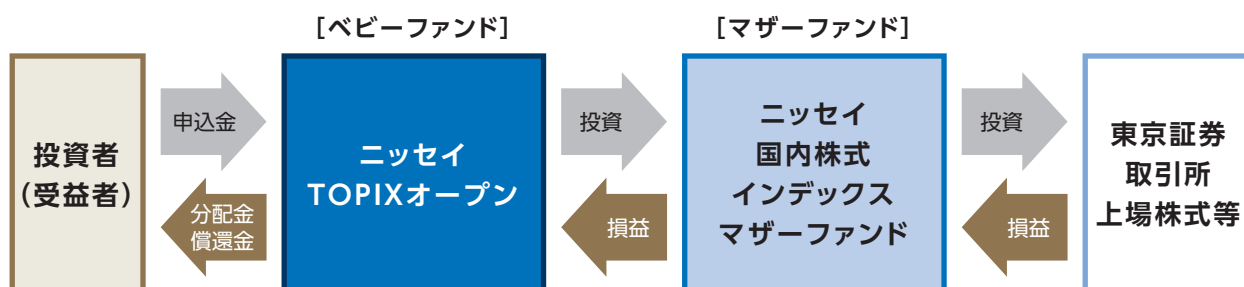 [ベビーファンド]
[マザーファンド]
投資者
(受益者)
申込金
分配金
償還金
ニッセイ
TOPIXオープン
投資
損益
ニッセイ
国内株式
インデックス
マザーファンド
投資
損益
東京証券
取引所
上場株式等